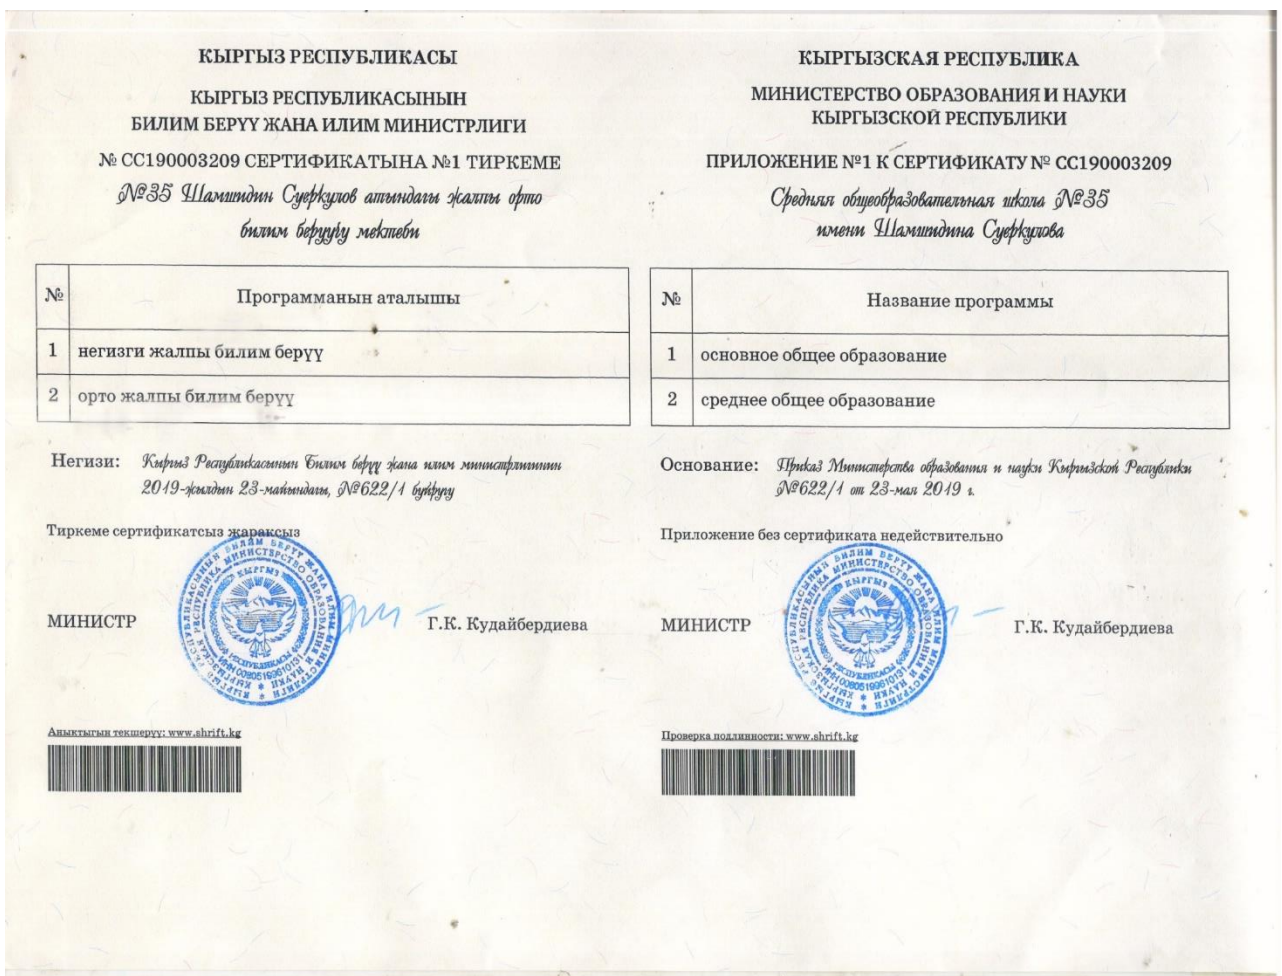 КЫРГЫЗ РЕСПУБЛИКАСЫ
КЫРГЫЗ РЕСПУБЛИКАСЫНЫН
БИЛИМ БЕРҮҮ ЖАНА ИЛИМ МИНИСТРЛИГИ
№ СС190003209 СЕРТИФИКАТЫНА №1 ТИРКЕМЕ
№35 Шамшидин Суеркулов атындагы жалпы орто
билим берүүчү мектеби
№ Программанын аталышы
1 негизги жалпы билим берүү
2 орто жалпы билим берүү
Негизи: Кыргыз Республикасынын Билим берүү жана илим министрлигинин
2019-жылдын 23-майындагы, №622/1 буйругу
Тиркеме сертификатсыз жараксыз
МИНИСТР Г.К. Кудайбердиева
Аныктыгын текшерүү: www.shrift.kg
КЫРГЫЗСКАЯ РЕСПУБЛИКА
МИНИСТЕРСТВО ОБРАЗОВАНИЯ И НАУКИ
КЫРГЫЗСКОЙ РЕСПУБЛИКИ
ПРИЛОЖЕНИЕ №1 К СЕРТИФИКАТУ № СС190003209
Средняя общеобразовательная школа №35
имени Шамшидина Суеркулова
№ Название программы
1 основное общее образование
2 среднее общее образование
Основание: Приказ Министерства образования и науки Кыргызской Республики
№622/1 от 23-мая 2019 г.
Приложение без сертификата недействительно
МИНИСТР Г.К. Кудайбердиева
Проверка подлинности: www.shrift.kg